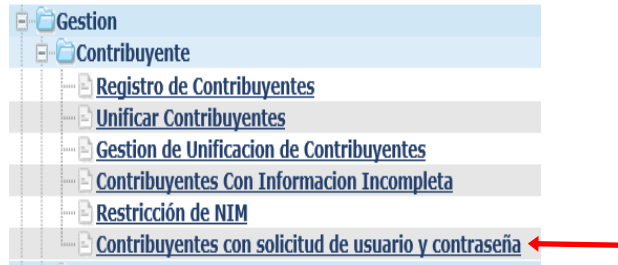 Gestion
Contribuyente
Registro de Contribuyentes
Unificar Contribuyentes
Gestion de Unificacion de Contribuyentes
Contribuyentes Con Informacion Incompleta
Restricción de NIM
Contribuyentes con solicitud de usuario y contraseña